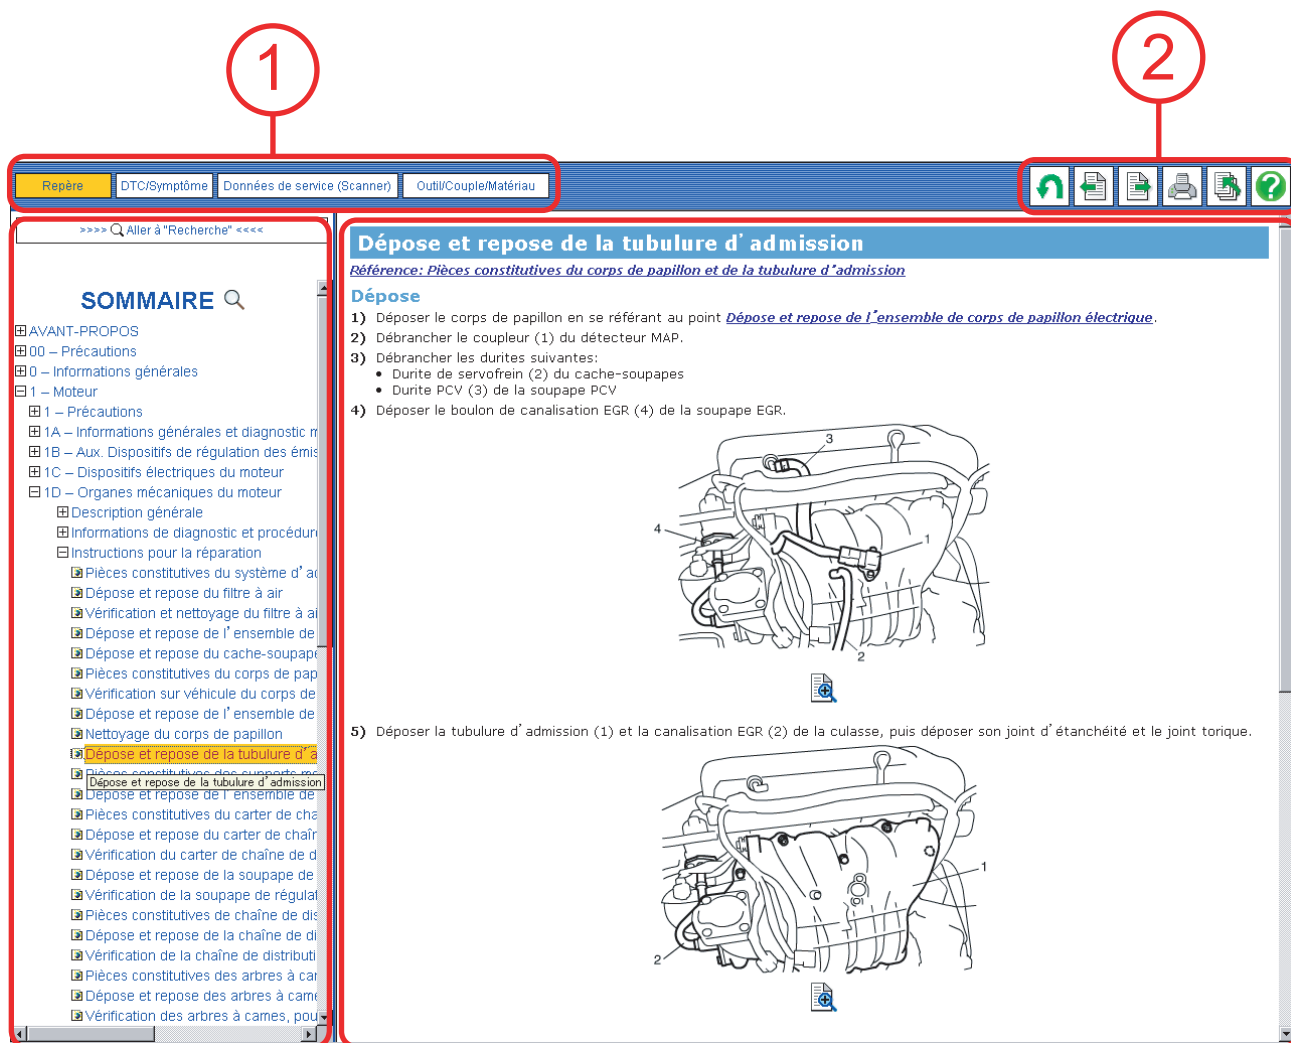 1
2
Repère
DTC/Symptôme
Données de service (Scanner)
Outil/Couple/Matériau
>>>> Aller à "Recherche" <<<<
SOMMAIRE
AVANT-PROPOS
00 – Précautions
0 – Informations générales
1 – Moteur
1 – Précautions
1A – Informations générales et diagnostic m
1B – Aux. Dispositifs de régulation des émis
1C – Dispositifs électriques du moteur
1D – Organes mécaniques du moteur
Description générale
Informations de diagnostic et procédure
Instructions pour la réparation
Pièces constitutives du système d'ad
Dépose et repose du filtre à air
Vérification et nettoyage du filtre à ai
Dépose et repose de l'ensemble de
Dépose et repose du cache-soupape
Pièces constitutives du corps de pap
Vérification sur véhicule du corps de
Dépose et repose de l'ensemble de
Nettoyage du corps de papillon
Dépose et repose de la tubulure d'a
Pièces constitutives des supports mo
Dépose et repose de la tubulure d'admission
Dépose et repose de l'ensemble de
Pièces constitutives du carter de cha
Dépose et repose du carter de chaîn
Vérification du carter de chaîne de d
Dépose et repose de la soupape de
Vérification de la soupape de régulat
Pièces constitutives de chaîne de dis
Dépose et repose de la chaîne de di
Vérification de la chaîne de distributi
Pièces constitutives des arbres à car
Dépose et repose des arbres à came
Vérification des arbres à cames, pou
Dépose et repose de la tubulure d'admission
Référence: Pièces constitutives du corps de papillon et de la tubulure d'admission
Dépose
1) Déposer le corps de papillon en se référant au point Dépose et repose de l'ensemble de corps de papillon électrique.
2) Débrancher le coupleur (1) du détecteur MAP.
3) Débrancher les durites suivantes:
• Durite de servofrein (2) du cache-soupapes
• Durite PCV (3) de la soupape PCV
4) Déposer le boulon de canalisation EGR (4) de la soupape EGR.
3
4
1
2
5) Déposer la tubulure d'admission (1) et la canalisation EGR (2) de la culasse, puis déposer son joint d'étanchéité et le joint torique.
1
2